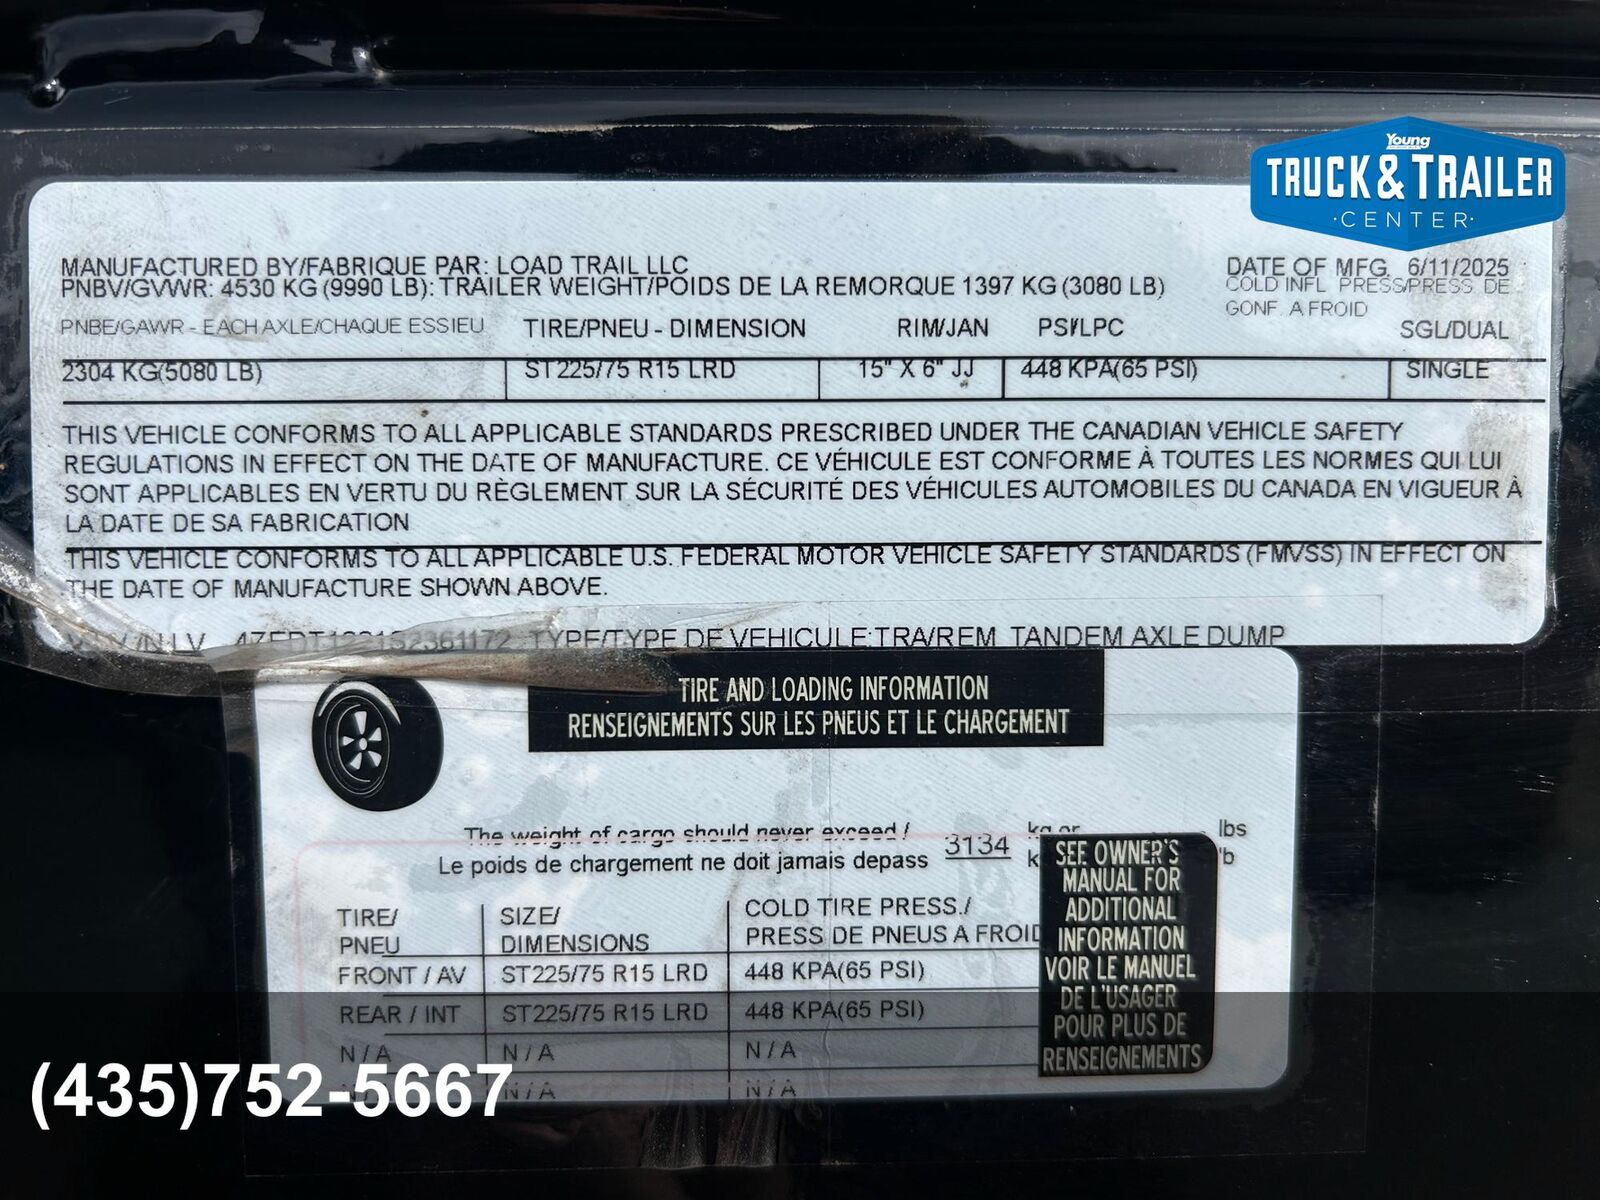 Young
TRUCK & TRAILER
·CENTER·
MANUFACTURED BY/FABRIQUE PAR: LOAD TRAIL LLC
DATE OF MFG. 6/11/2025
PNBV/GVWR: 4530 KG (9990 LB): TRAILER WEIGHT/POIDS DE LA REMORQUE 1397 KG (3080 LB)
COLD INFL PRESS/PRESS. DE
GONF. A FROID
PNBE/GAWR - EACH AXLE/CHAQUE ESSIEU TIRE/PNEU - DIMENSION RIM/JAN PSI/LPC SGL/DUAL
2304 KG(5080 LB) ST225/75 R15 LRD 15" X 6" JJ 448 KPA(65 PSI) SINGLE
THIS VEHICLE CONFORMS TO ALL APPLICABLE STANDARDS PRESCRIBED UNDER THE CANADIAN VEHICLE SAFETY
REGULATIONS IN EFFECT ON THE DATE OF MANUFACTURE. CE VÉHICULE EST CONFORME À TOUTES LES NORMES QUI LUI
SONT APPLICABLES EN VERTU DU RÈGLEMENT SUR LA SÉCURITÉ DES VÉHICULES AUTOMOBILES DU CANADA EN VIGUEUR À
LA DATE DE SA FABRICATION
THIS VEHICLE CONFORMS TO ALL APPLICABLE U.S. FEDERAL MOTOR VEHICLE SAFETY STANDARDS (FMVSS) IN EFFECT ON
THE DATE OF MANUFACTURE SHOWN ABOVE.
TYPE/TYPE DE VEHICULE: TRA/REM TANDEM AXLE DUMP
TIRE AND LOADING INFORMATION
RENSEIGNEMENTS SUR LES PNEUS ET LE CHARGEMENT
The weight of cargo should never exceed / kg or lbs
Le poids de chargement ne doit jamais depass 3134
SEE OWNER'S
MANUAL FOR
ADDITIONAL
INFORMATION
VOIR LE MANUEL
DE L'USAGER
POUR PLUS DE
RENSEIGNEMENTS
TIRE/ SIZE/ COLD TIRE PRESS./
PNEU DIMENSIONS PRESS DE PNEUS A FROID
FRONT / AV ST225/75 R15 LRD 448 KPA(65 PSI)
REAR / INT ST225/75 R15 LRD 448 KPA(65 PSI)
N / A N / A N / A
N / A N / A
(435)752-5667